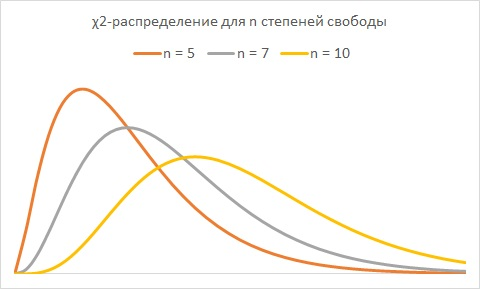 χ2-распределение для n степеней свободы
n = 5 n = 7 n = 10